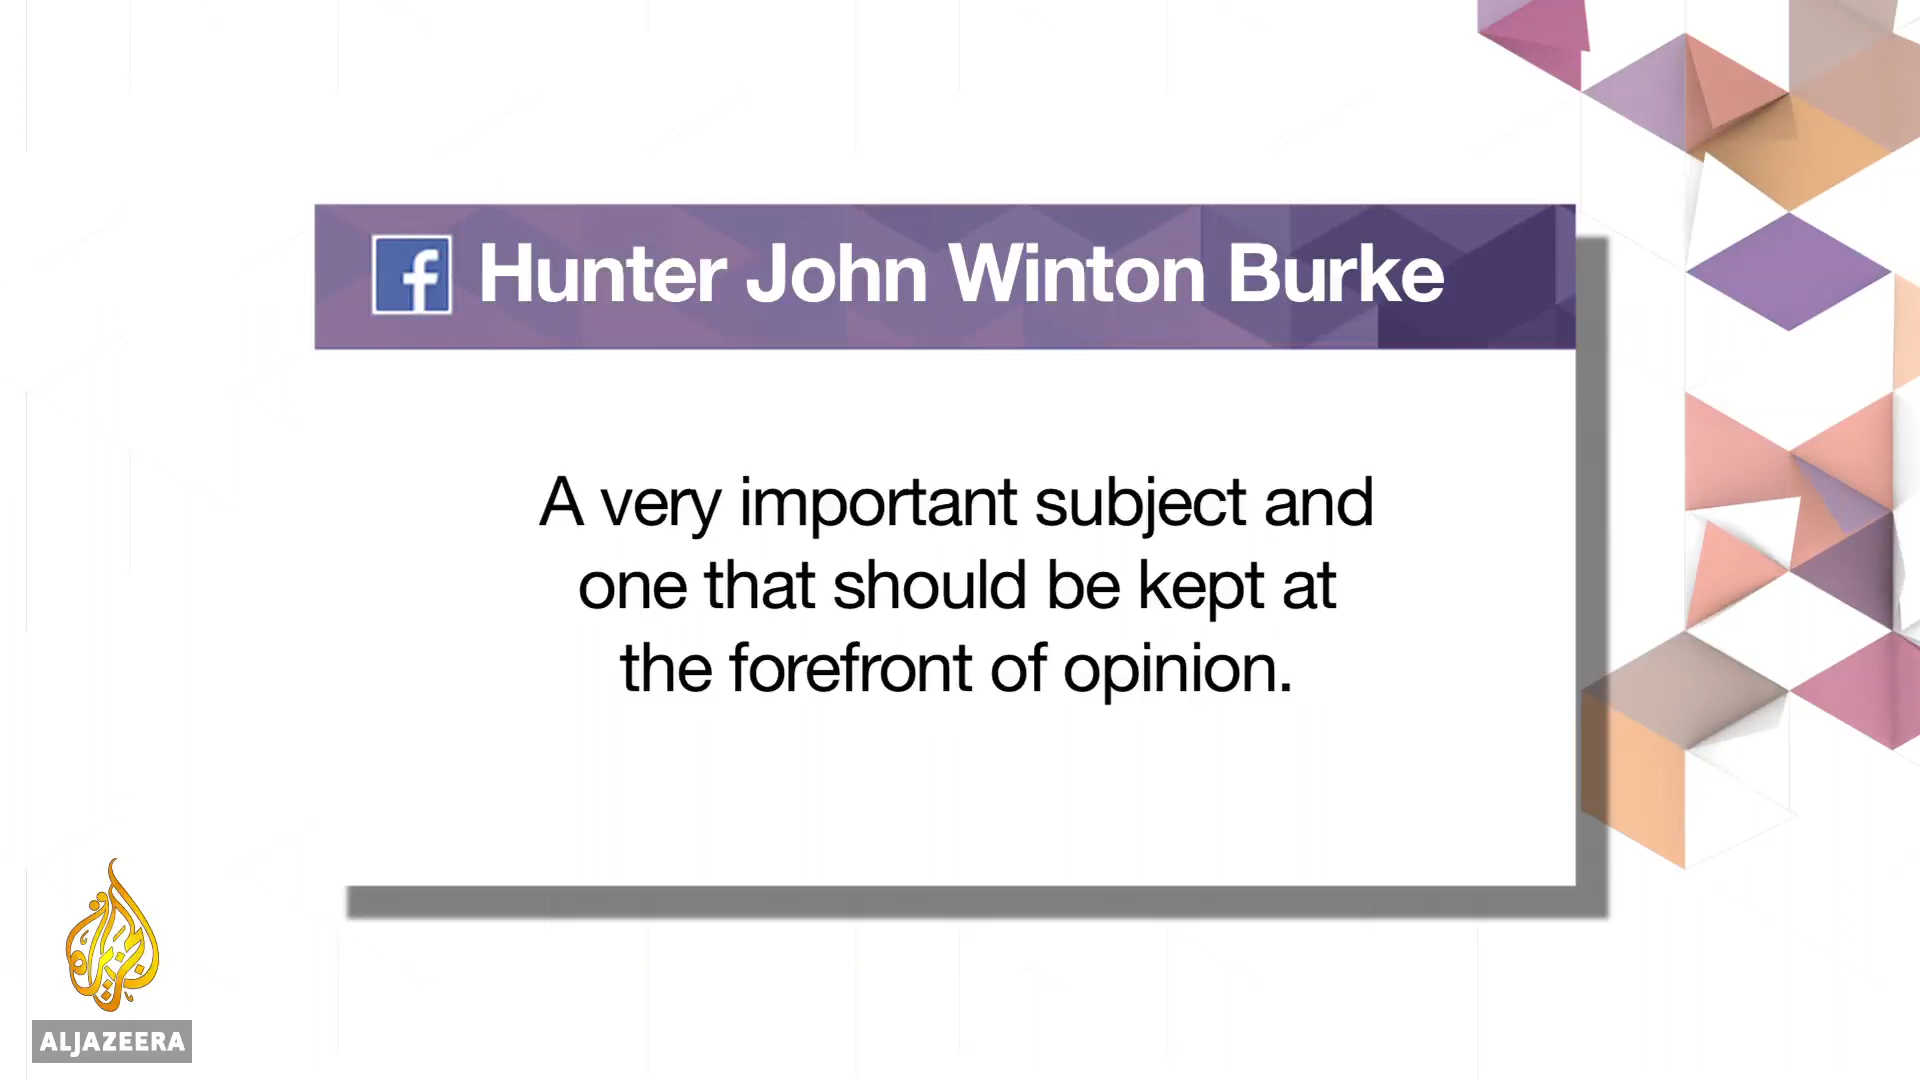 Hunter John Winton Burke
A very important subject and
one that should be kept at
the forefront of opinion.
ALJAZEERA